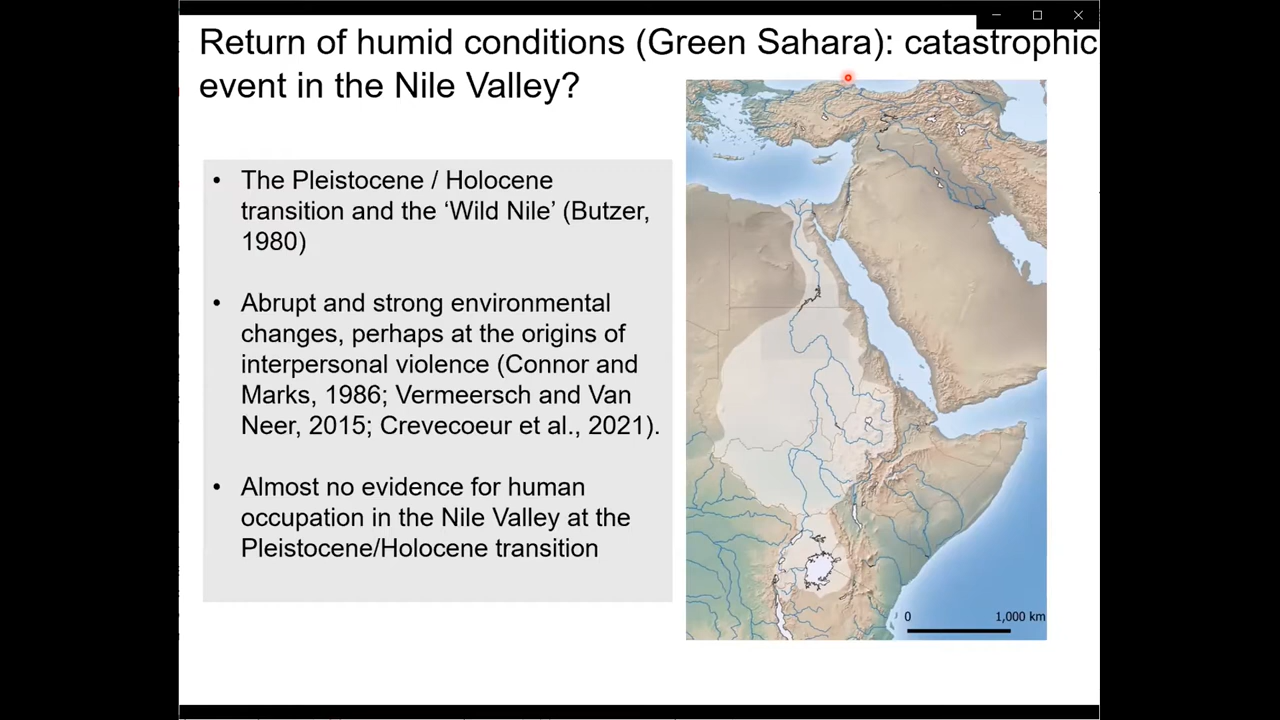 Return of humid conditions (Green Sahara): catastrophic
event in the Nile Valley?
• The Pleistocene / Holocene
transition and the ‘Wild Nile’ (Butzer,
1980)
• Abrupt and strong environmental
changes, perhaps at the origins of
interpersonal violence (Connor and
Marks, 1986; Vermeersch and Van
Neer, 2015; Crevecoeur et al., 2021).
• Almost no evidence for human
occupation in the Nile Valley at the
Pleistocene/Holocene transition
0 1,000 km